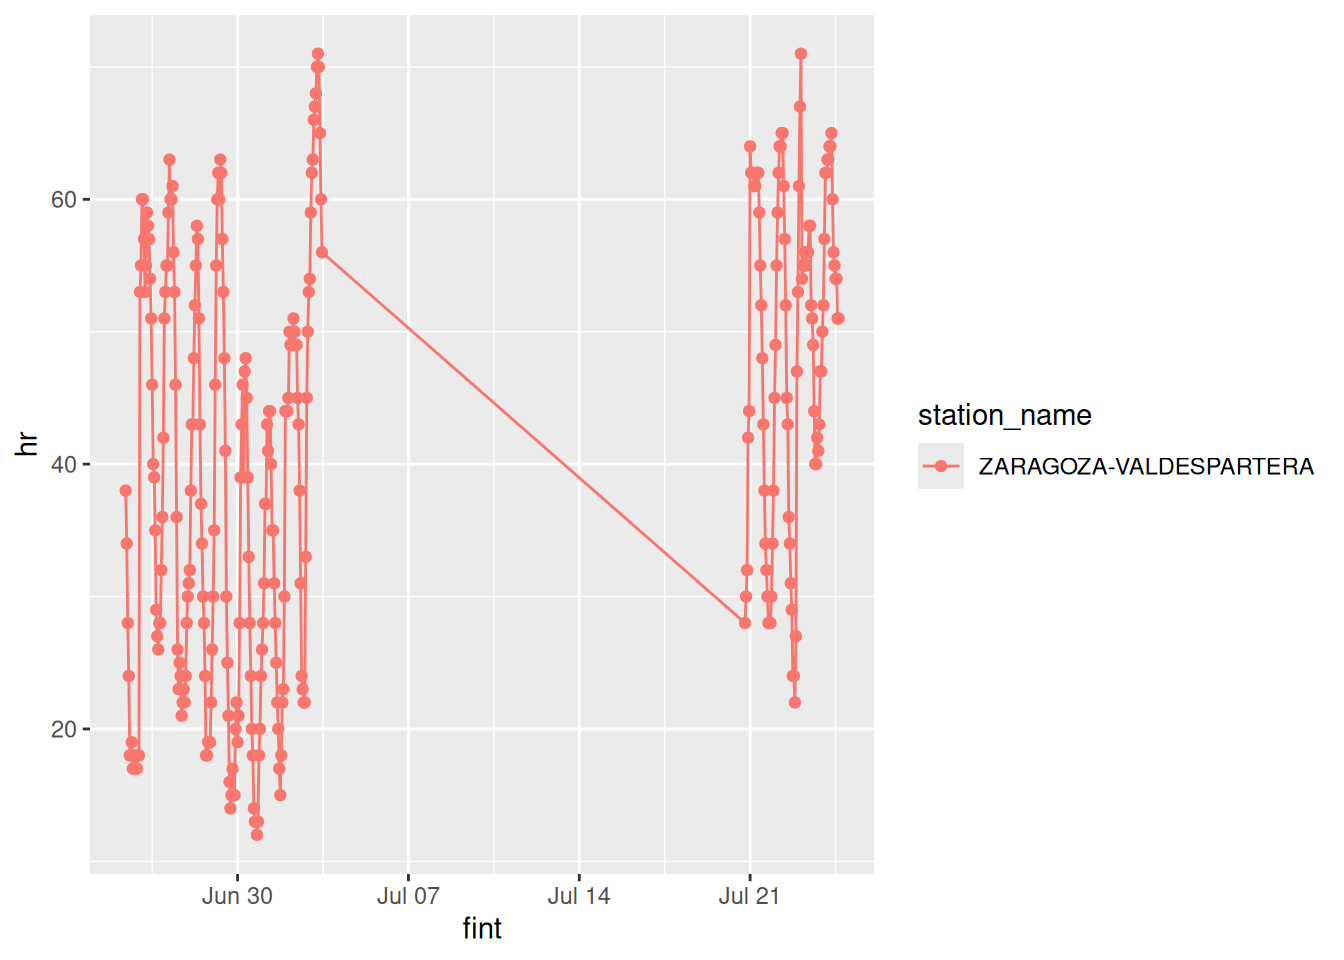 60
40
20
hr
Jun 30
Jul 07
Jul 14
Jul 21
fint
station_name
ZARAGOZA-VALDESPARTERA